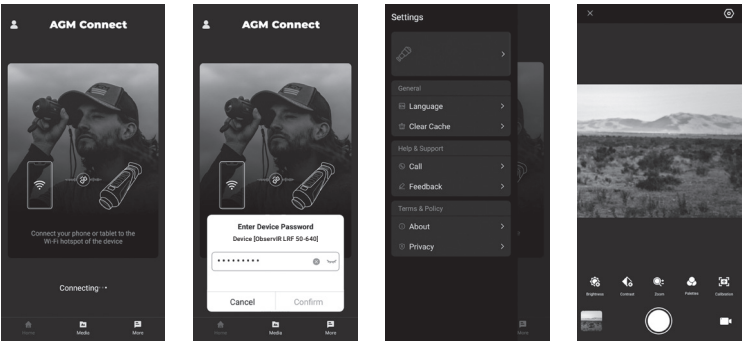 AGM Connect
Connect your phone or tablet to the
Wi-Fi hotspot of the device
Connecting···
Home
Media
More
AGM Connect
Enter Device Password
Device [ObservIR LRF 50-640]
•••••••••
Cancel
Confirm
Home
Media
More
Settings
General
Language
Clear Cache
Help & Support
Call
Feedback
Terms & Policy
About
Privacy
More
Brightness
Contrast
Zoom
Palettes
Calibration